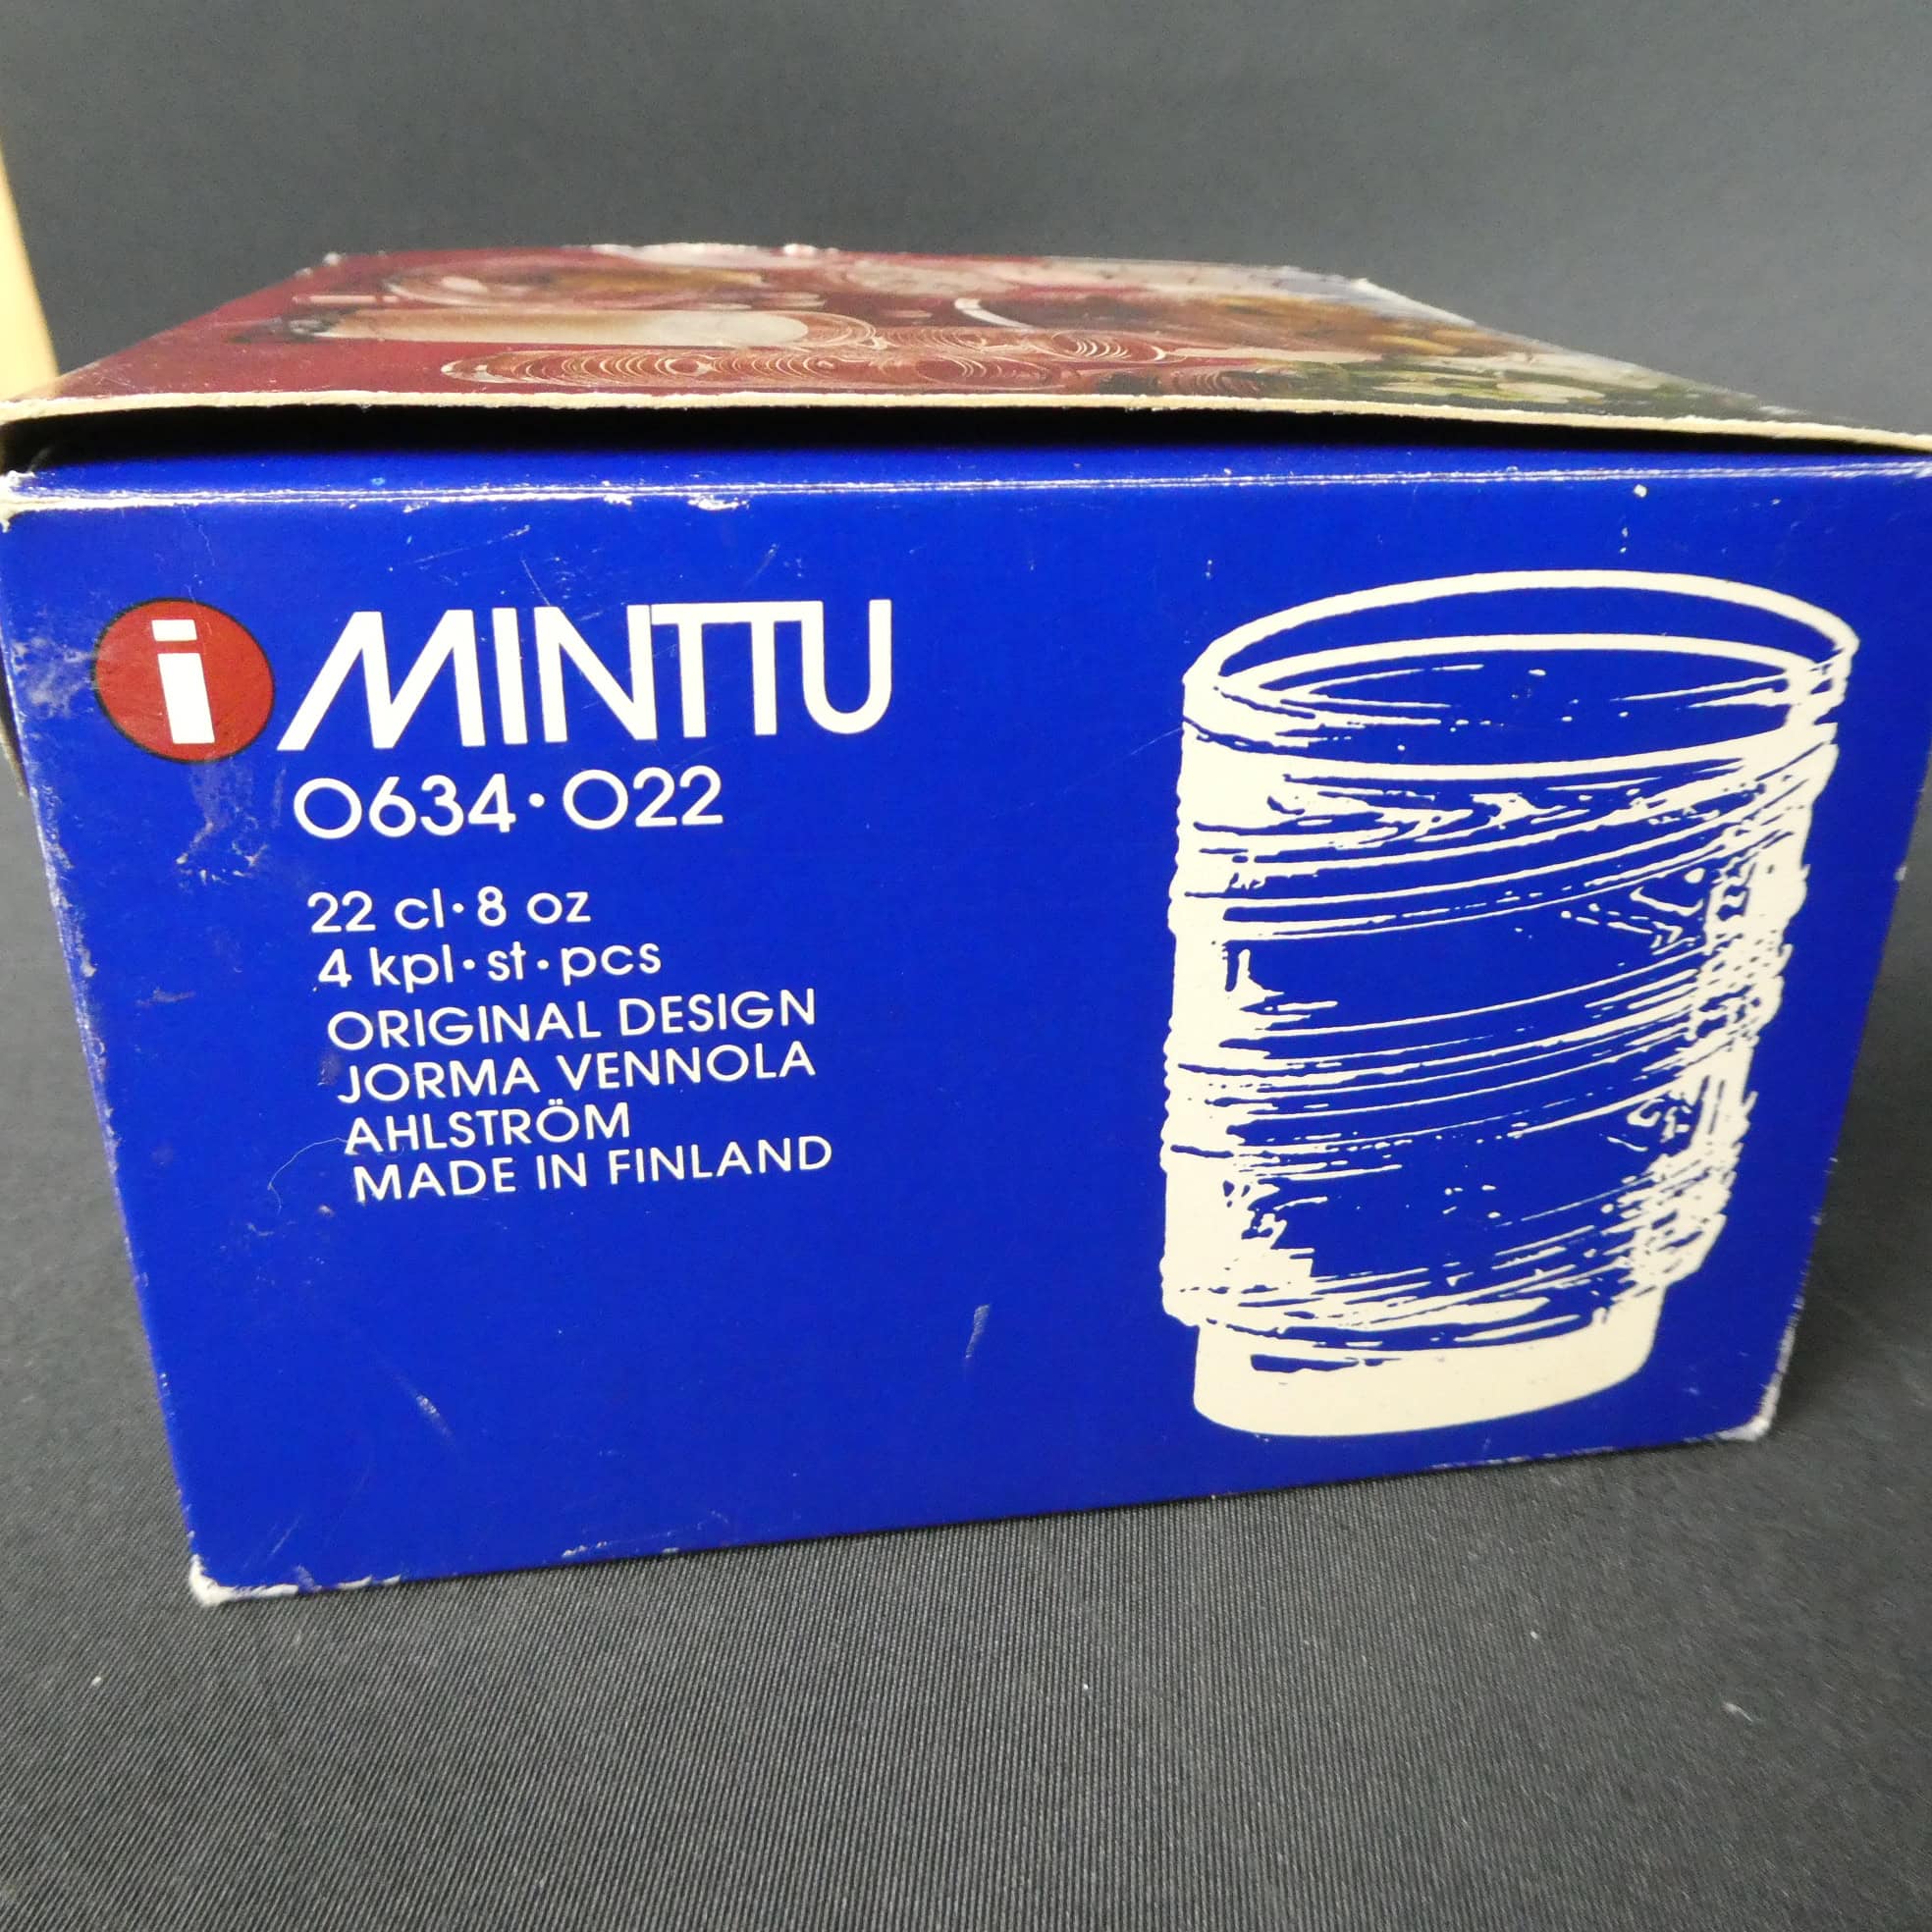 i MINTTU
0634·022
22 cl·8 oz
4 kpl·st·pcs
ORIGINAL DESIGN
JORMA VENNOLA
AHLSTRÖM
MADE IN FINLAND